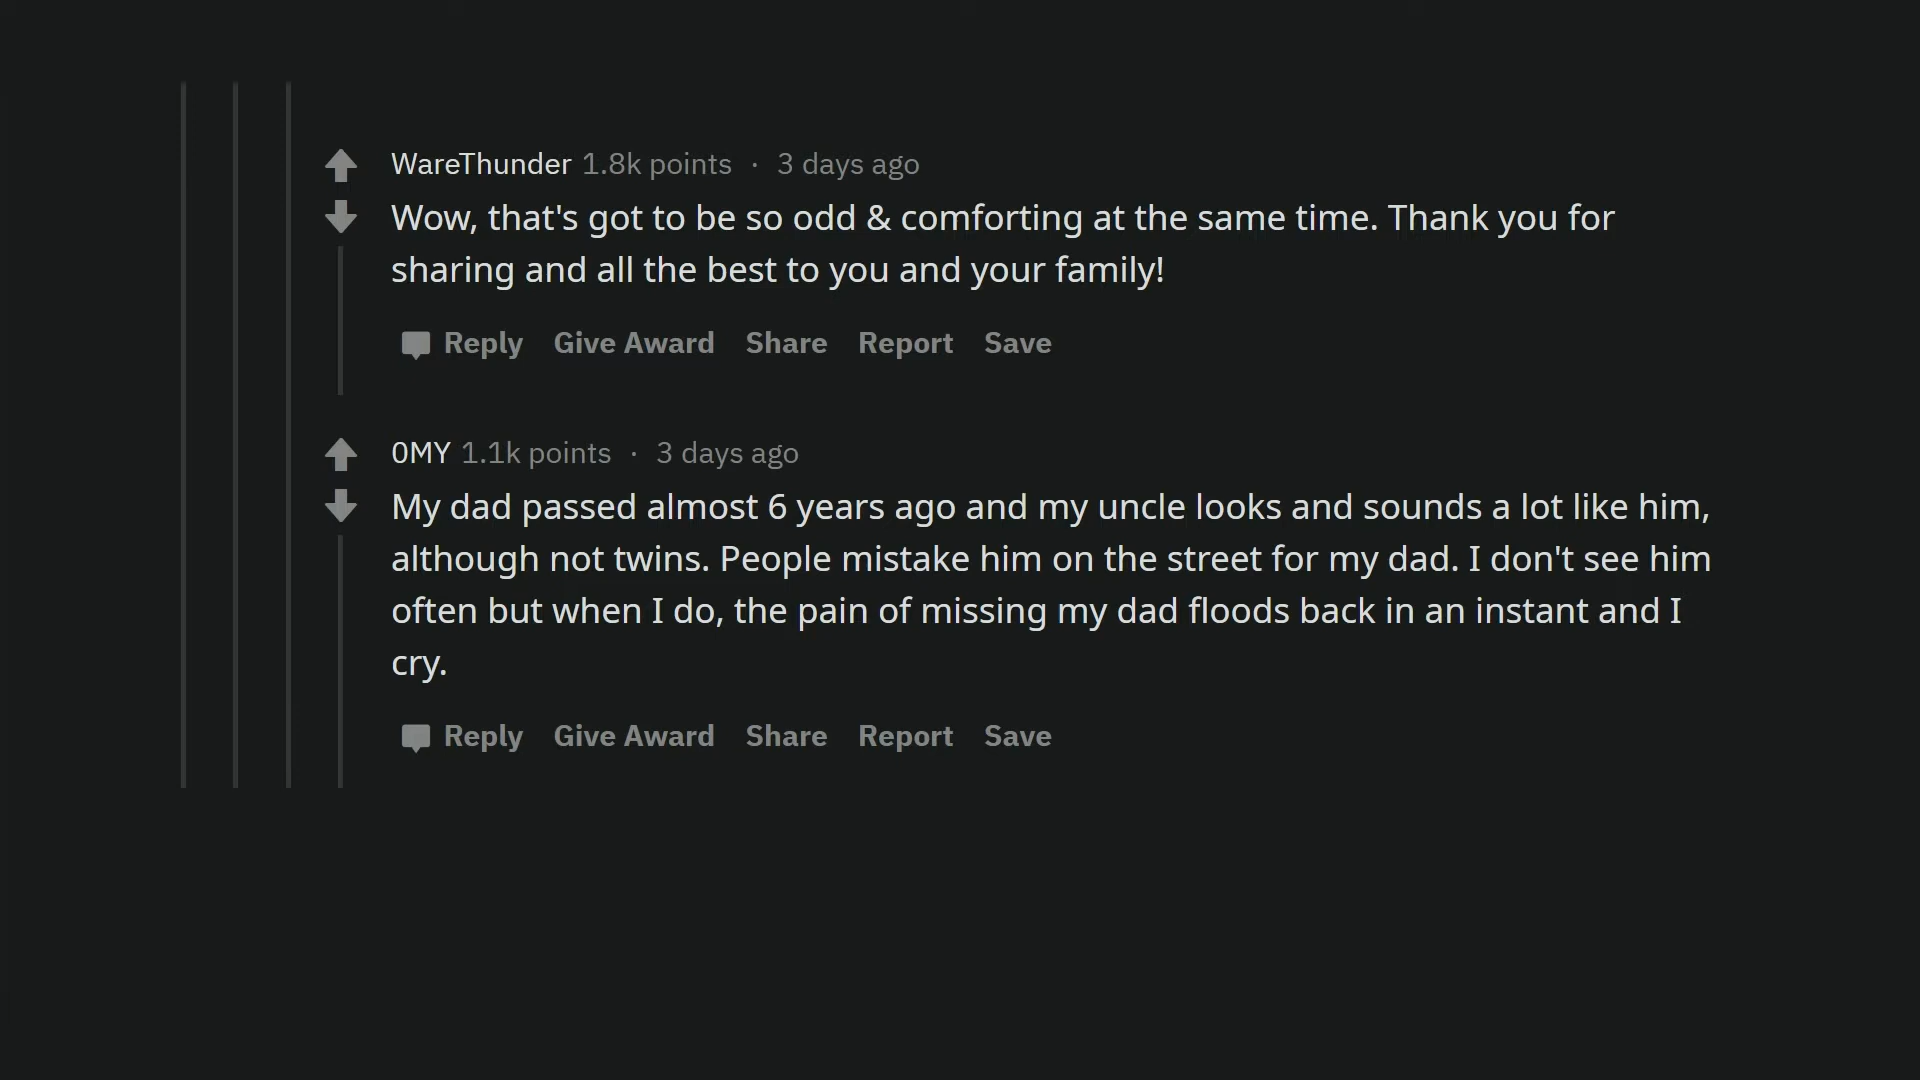 WareThunder 1.8k points · 3 days ago
Wow, that's got to be so odd & comforting at the same time. Thank you for
sharing and all the best to you and your family!
Reply Give Award Share Report Save
0MY 1.1k points · 3 days ago
My dad passed almost 6 years ago and my uncle looks and sounds a lot like him,
although not twins. People mistake him on the street for my dad. I don't see him
often but when I do, the pain of missing my dad floods back in an instant and I
cry.
Reply Give Award Share Report Save